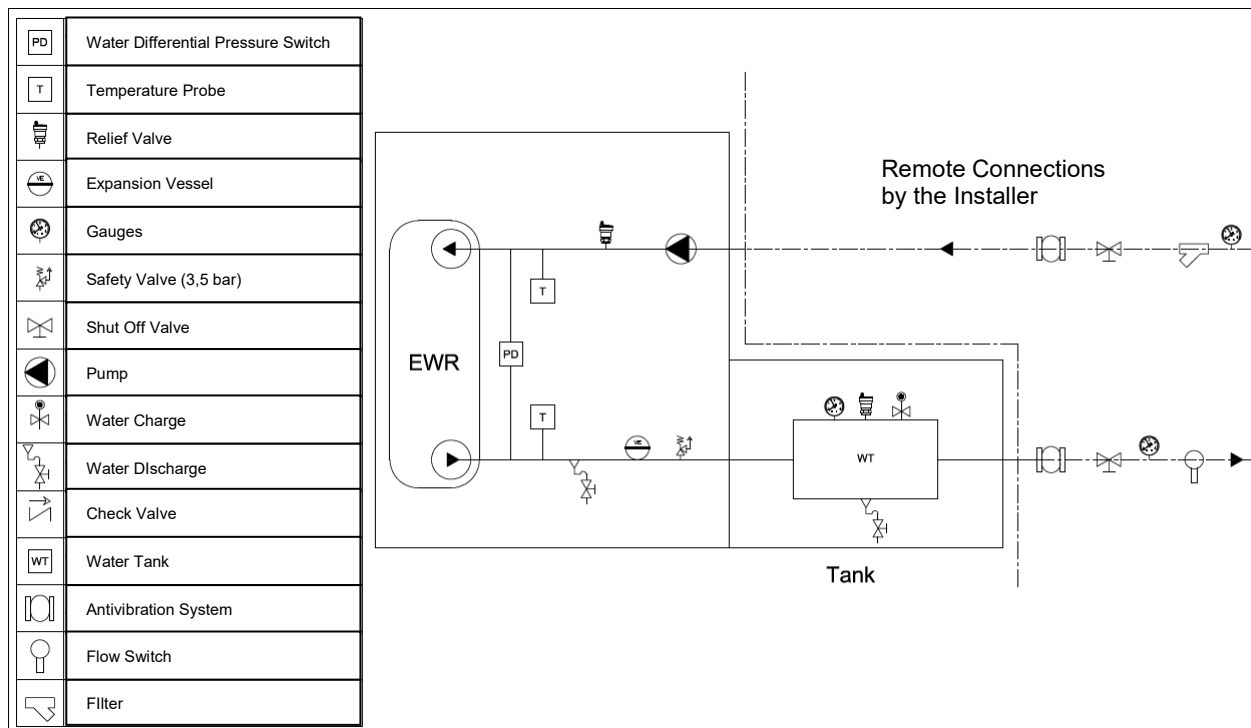 PD
Water Differential Pressure Switch
T
Temperature Probe
Relief Valve
VE
Expansion Vessel
Gauges
Safety Valve (3,5 bar)
Shut Off Valve
Pump
Water Charge
Water DIscharge
Check Valve
WT
Water Tank
Antivibration System
Flow Switch
FIlter
Remote Connections
by the Installer
T
PD
EWR
T
VE
WT
Tank